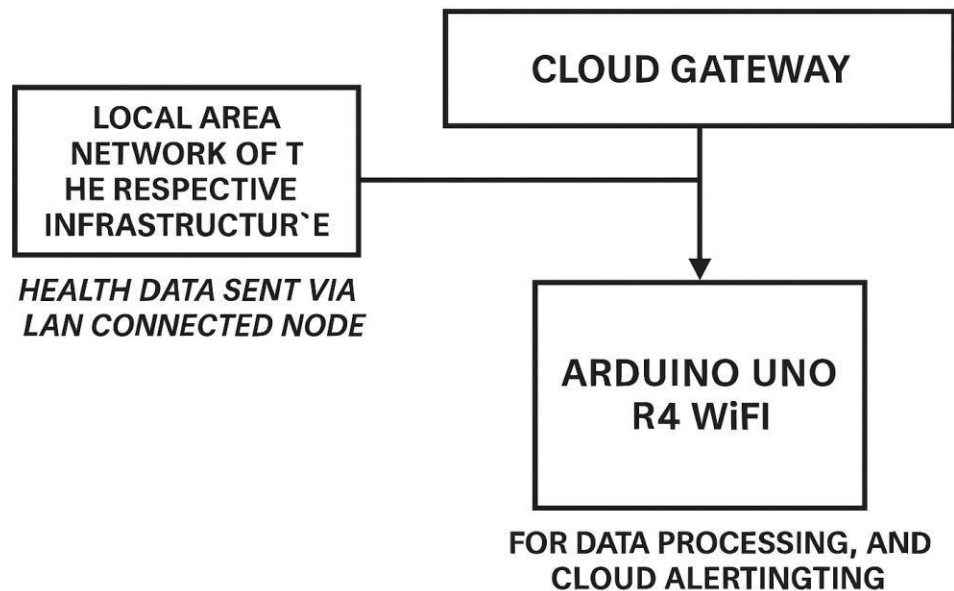 CLOUD GATEWAY
LOCAL AREA
NETWORK OF T
HE RESPECTIVE
INFRASTRUCTUR`E
HEALTH DATA SENT VIA
LAN CONNECTED NODE
ARDUINO UNO
R4 WiFI
FOR DATA PROCESSING, AND
CLOUD ALERTINGTING